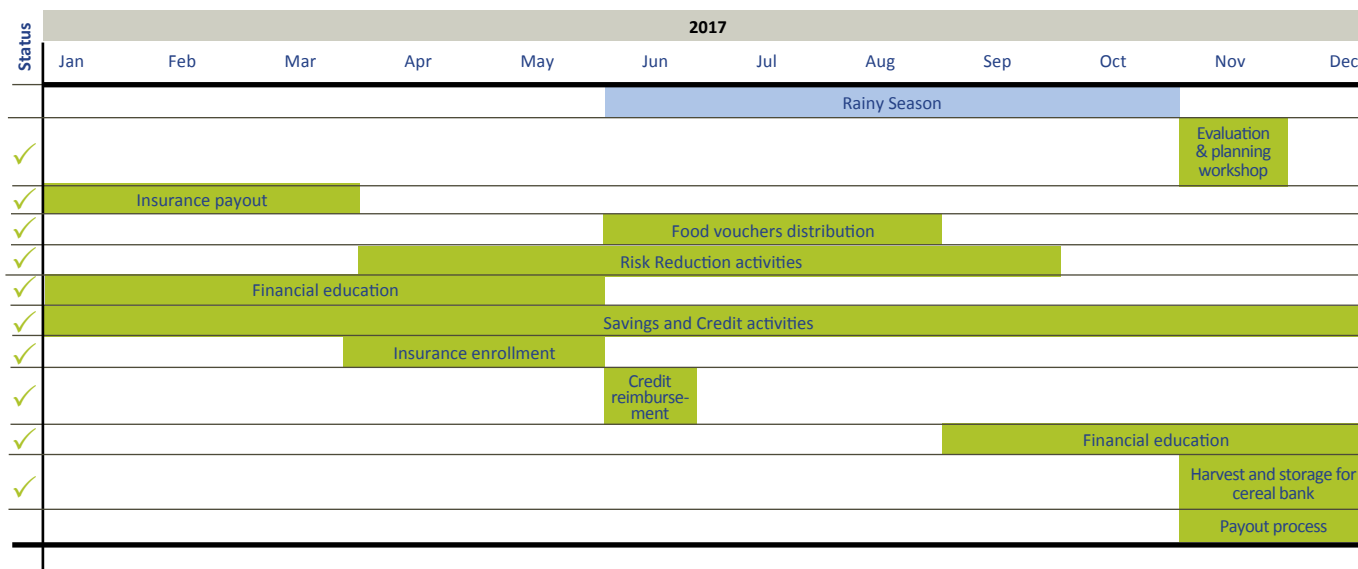 Status
2017
Jan Feb Mar Apr May Jun Jul Aug Sep Oct Nov Dec
Rainy Season
Evaluation
& planning
workshop
Insurance payout
Food vouchers distribution
Risk Reduction activities
Financial education
Savings and Credit activities
Insurance enrollment
Credit
reimburse-
ment
Financial education
Harvest and storage for
cereal bank
Payout process